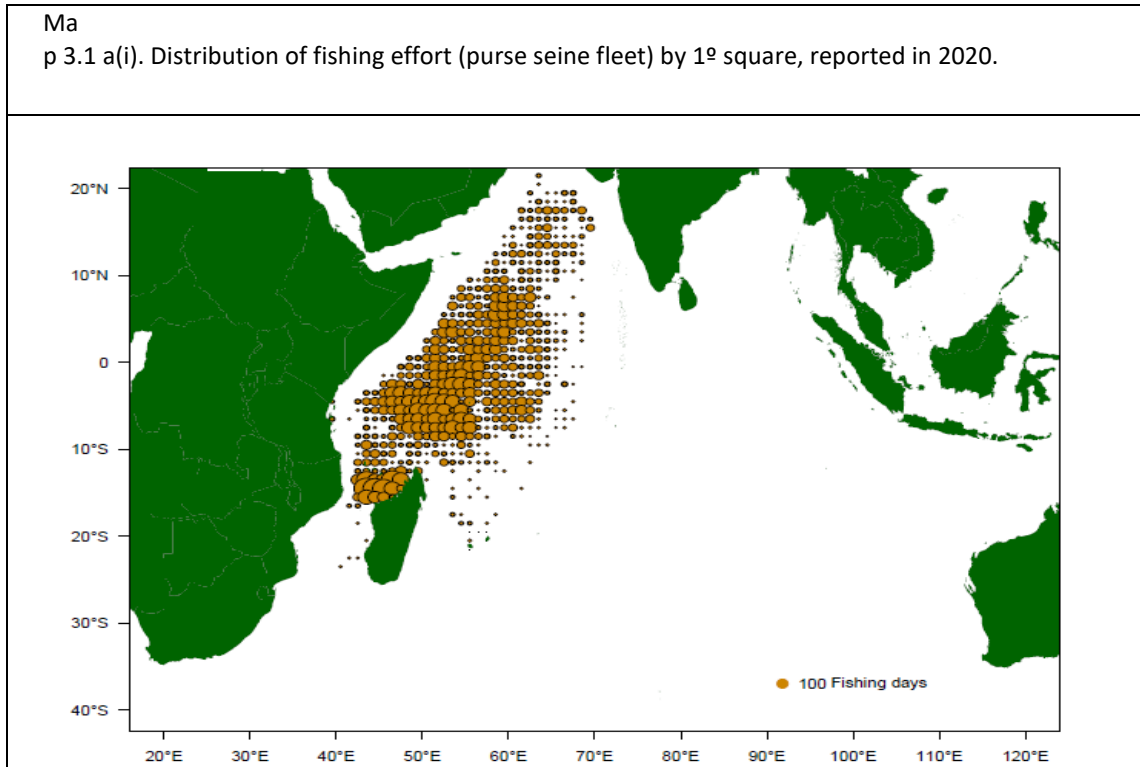 Ma
p 3.1 a(i). Distribution of fishing effort (purse seine fleet) by 1º square, reported in 2020.
20°N
10°N
0
10°S
20°S
30°S
40°S
100 Fishing days
20°E 30°E 40°E 50°E 60°E 70°E 80°E 90°E 100°E 110°E 120°E